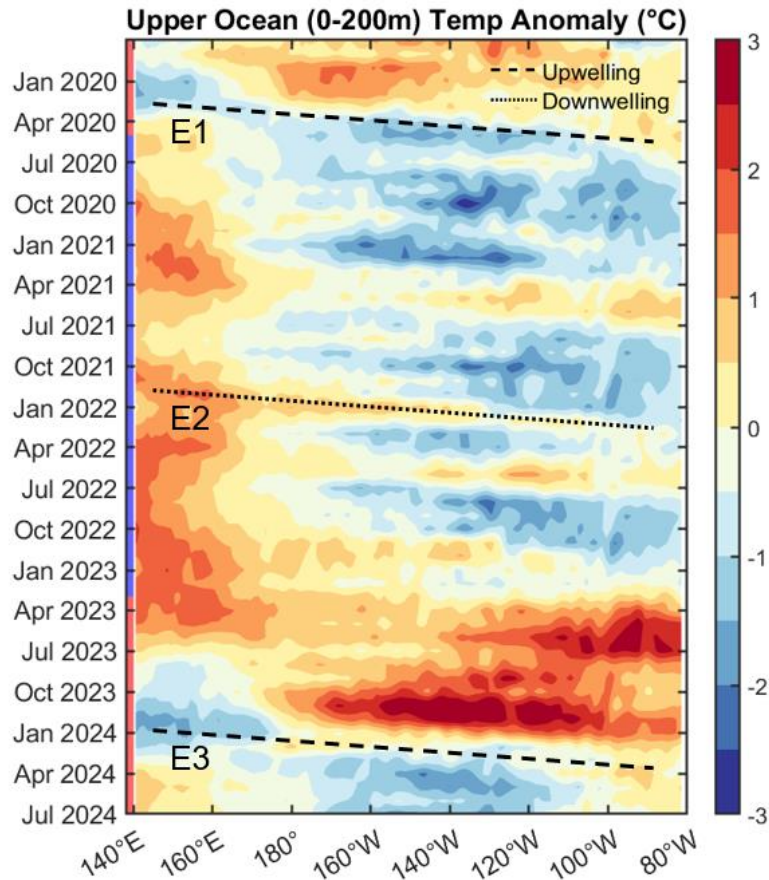 Upper Ocean (0-200m) Temp Anomaly (°C)
Upwelling
Downwelling
Jan 2020
Apr 2020
Jul 2020
Oct 2020
Jan 2021
Apr 2021
Jul 2021
Oct 2021
Jan 2022
Apr 2022
Jul 2022
Oct 2022
Jan 2023
Apr 2023
Jul 2023
Oct 2023
Jan 2024
Apr 2024
Jul 2024
E1
E2
E3
140°E
160°E
180°
160°W
140°W
120°W
100°W
80°W
3
2
1
0
-1
-2
-3